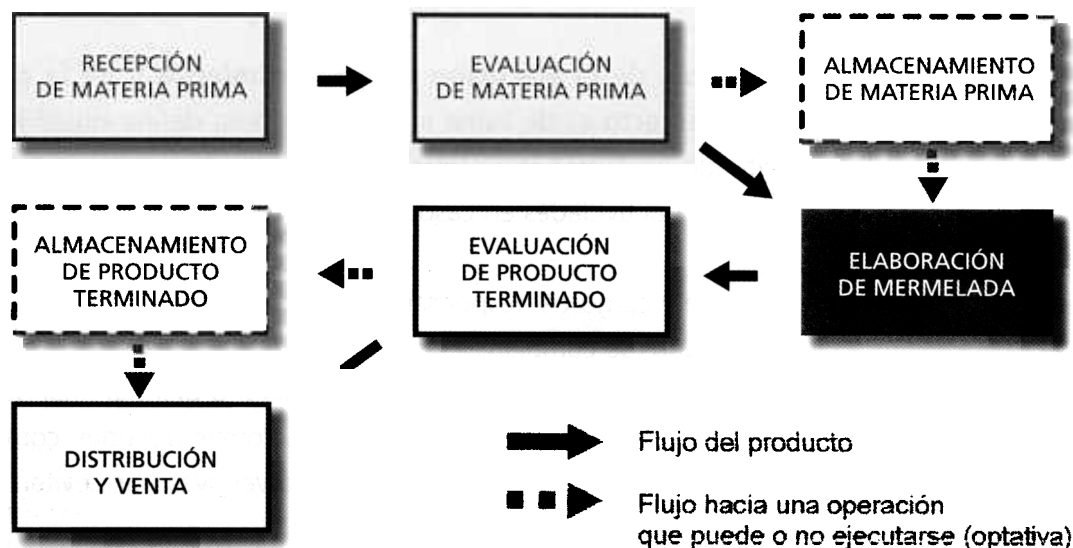 RECEPCIÓN
DE MATERIA PRIMA
EVALUACIÓN
DE MATERIA PRIMA
ALMACENAMIENTO
DE MATERIA PRIMA
ALMACENAMIENTO
DE PRODUCTO
TERMINADO
EVALUACIÓN
DE PRODUCTO
TERMINADO
ELABORACIÓN
DE MERMELADA
DISTRIBUCIÓN
Y VENTA
Flujo del producto
Flujo hacia una operación
que puede o no ejecutarse (optativa)